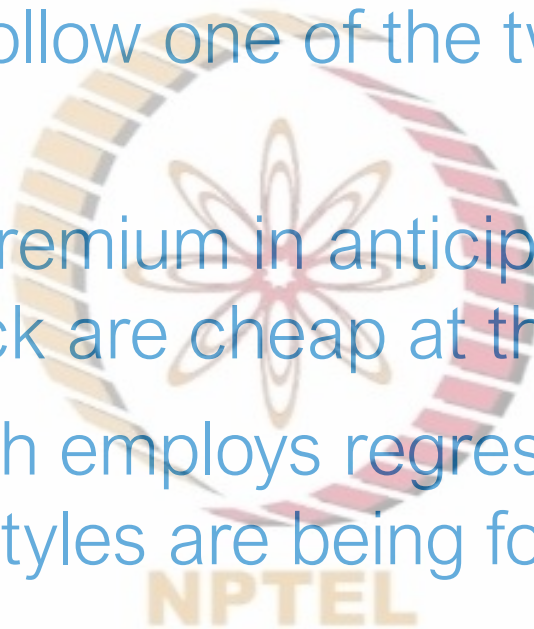 ollow one of the tv
remium in anticip
ck are cheap at th
h employs regres
tyles are being fo
NPTEL